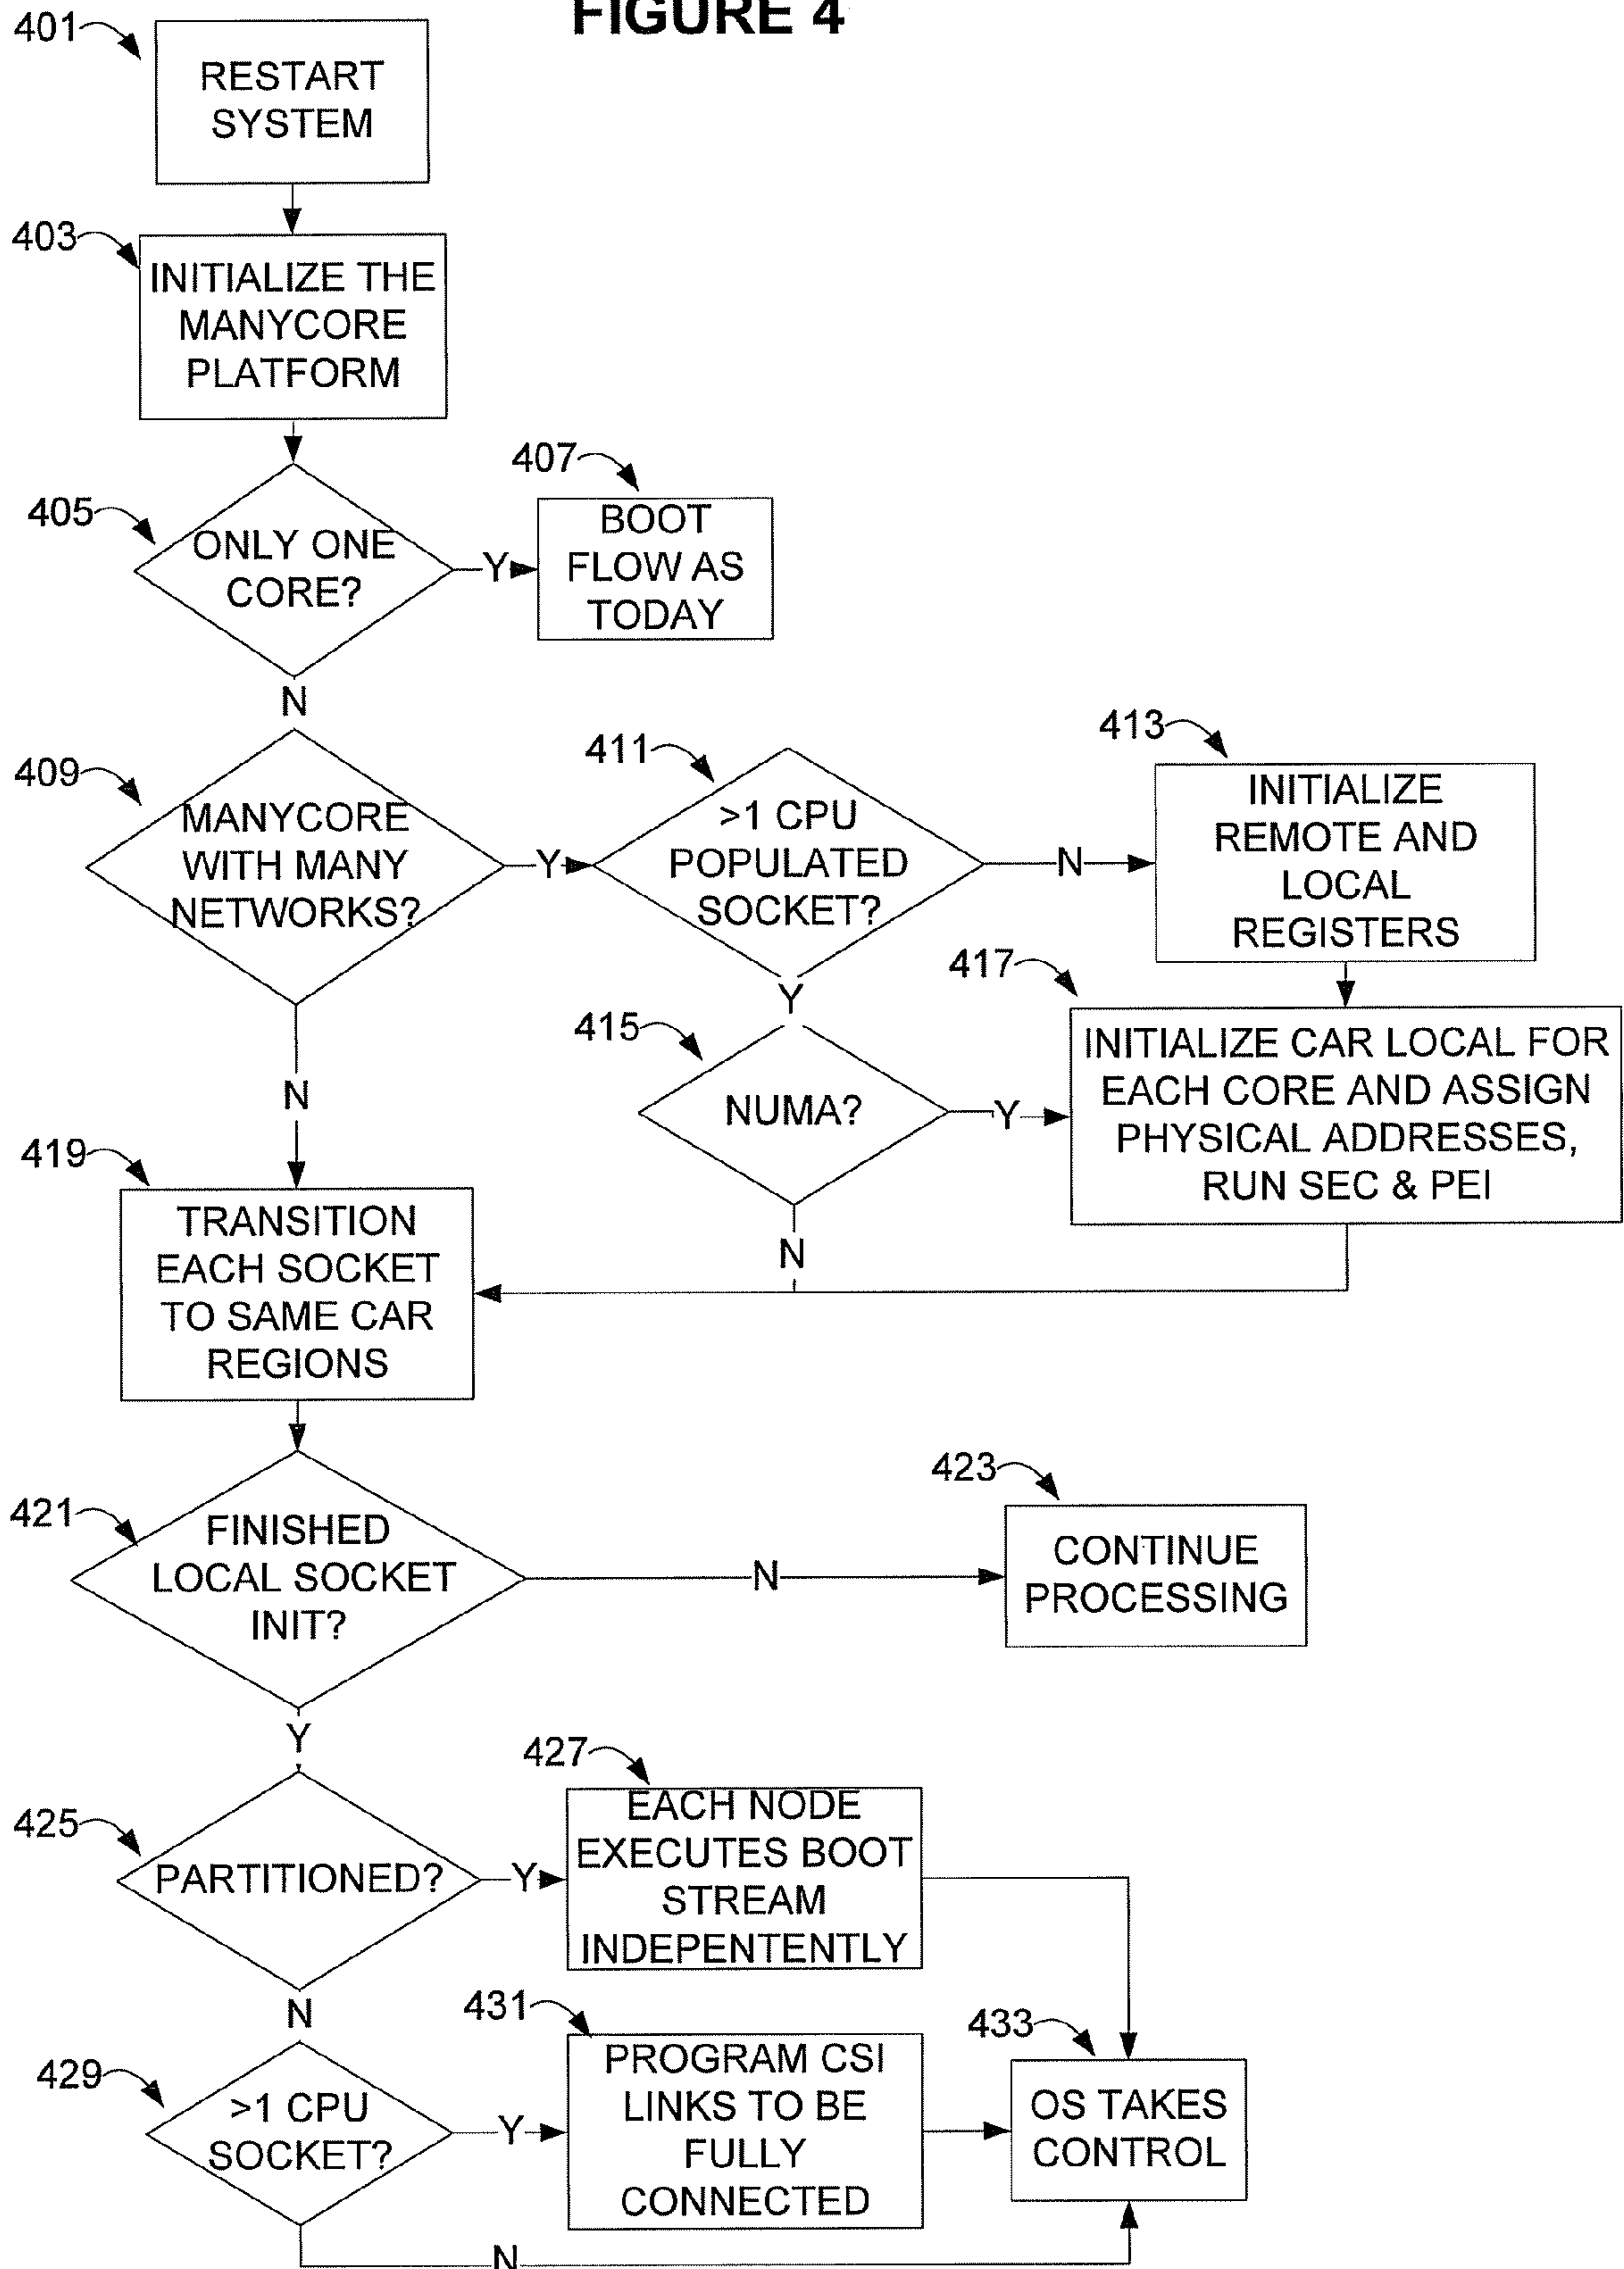 FIGURE 4
401
RESTART
SYSTEM
403
INITIALIZE THE
MANYCORE
PLATFORM
405
ONLY ONE
CORE?
Y
407
BOOT
FLOW AS
TODAY
N
409
MANYCORE
WITH MANY
NETWORKS?
Y
411
>1 CPU
POPULATED
SOCKET?
N
413
INITIALIZE
REMOTE AND
LOCAL
REGISTERS
Y
415
NUMA?
Y
417
INITIALIZE CAR LOCAL FOR
EACH CORE AND ASSIGN
PHYSICAL ADDRESSES,
RUN SEC & PEI
N
N
419
TRANSITION
EACH SOCKET
TO SAME CAR
REGIONS
421
FINISHED
LOCAL SOCKET
INIT?
N
423
CONTINUE
PROCESSING
Y
425
PARTITIONED?
Y
427
EACH NODE
EXECUTES BOOT
STREAM
INDEPENTENTLY
N
429
>1 CPU
SOCKET?
Y
431
PROGRAM CSI
LINKS TO BE
FULLY
CONNECTED
433
OS TAKES
CONTROL
N